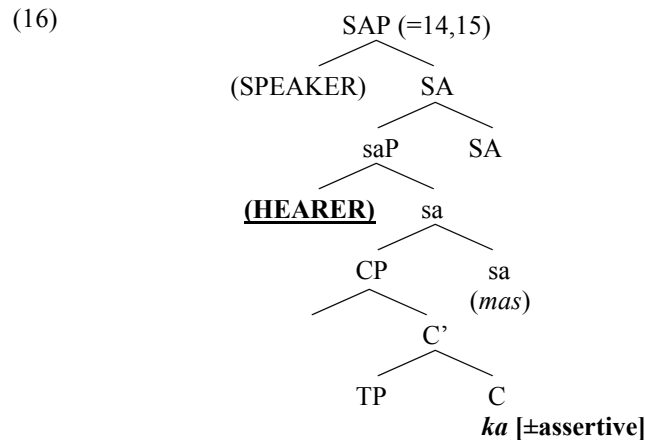 (16)
SAP (=14,15)
(SPEAKER) SA
saP SA
(HEARER) sa
CP sa
(mas)
C’
TP C
ka [±assertive]